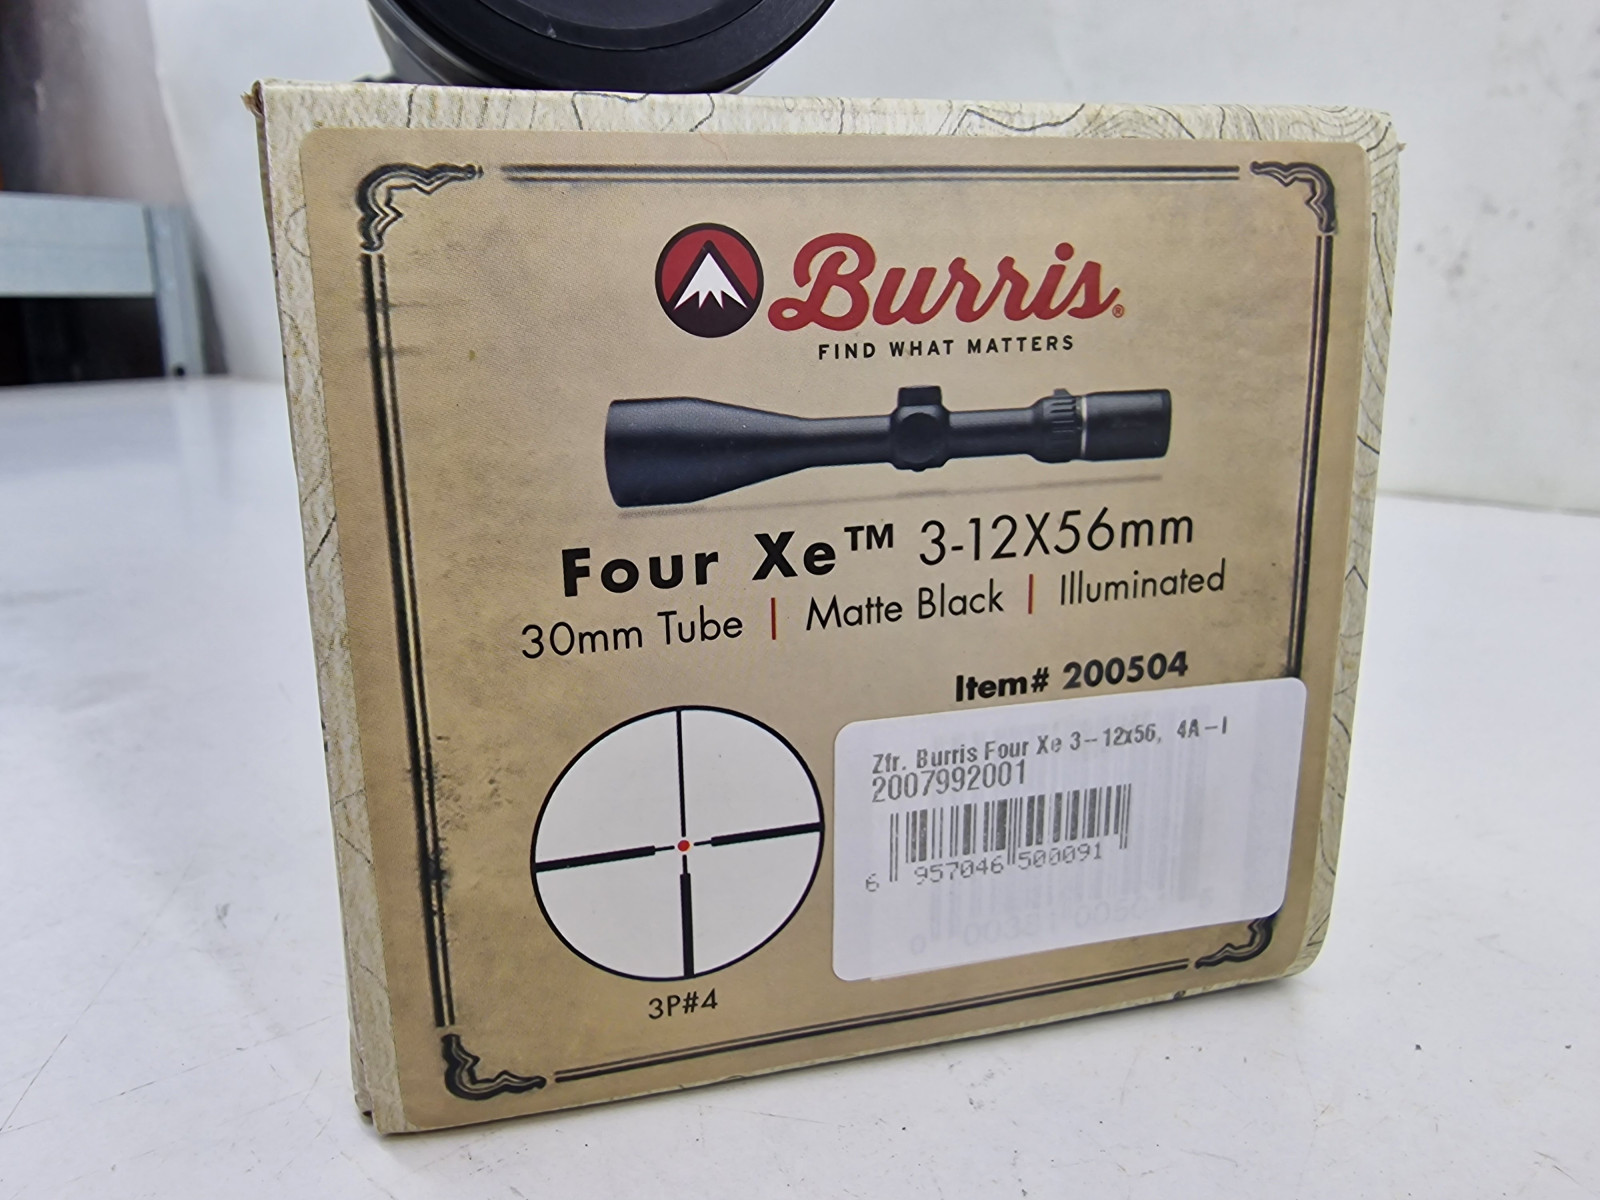 Burris®
FIND WHAT MATTERS
Four Xe™ 3-12X56mm
30mm Tube | Matte Black | Illuminated
Item# 200504
Zfr. Burris Four Xe 3-12x56, 4A-I
2007992001
6 957046 500091
3P#4